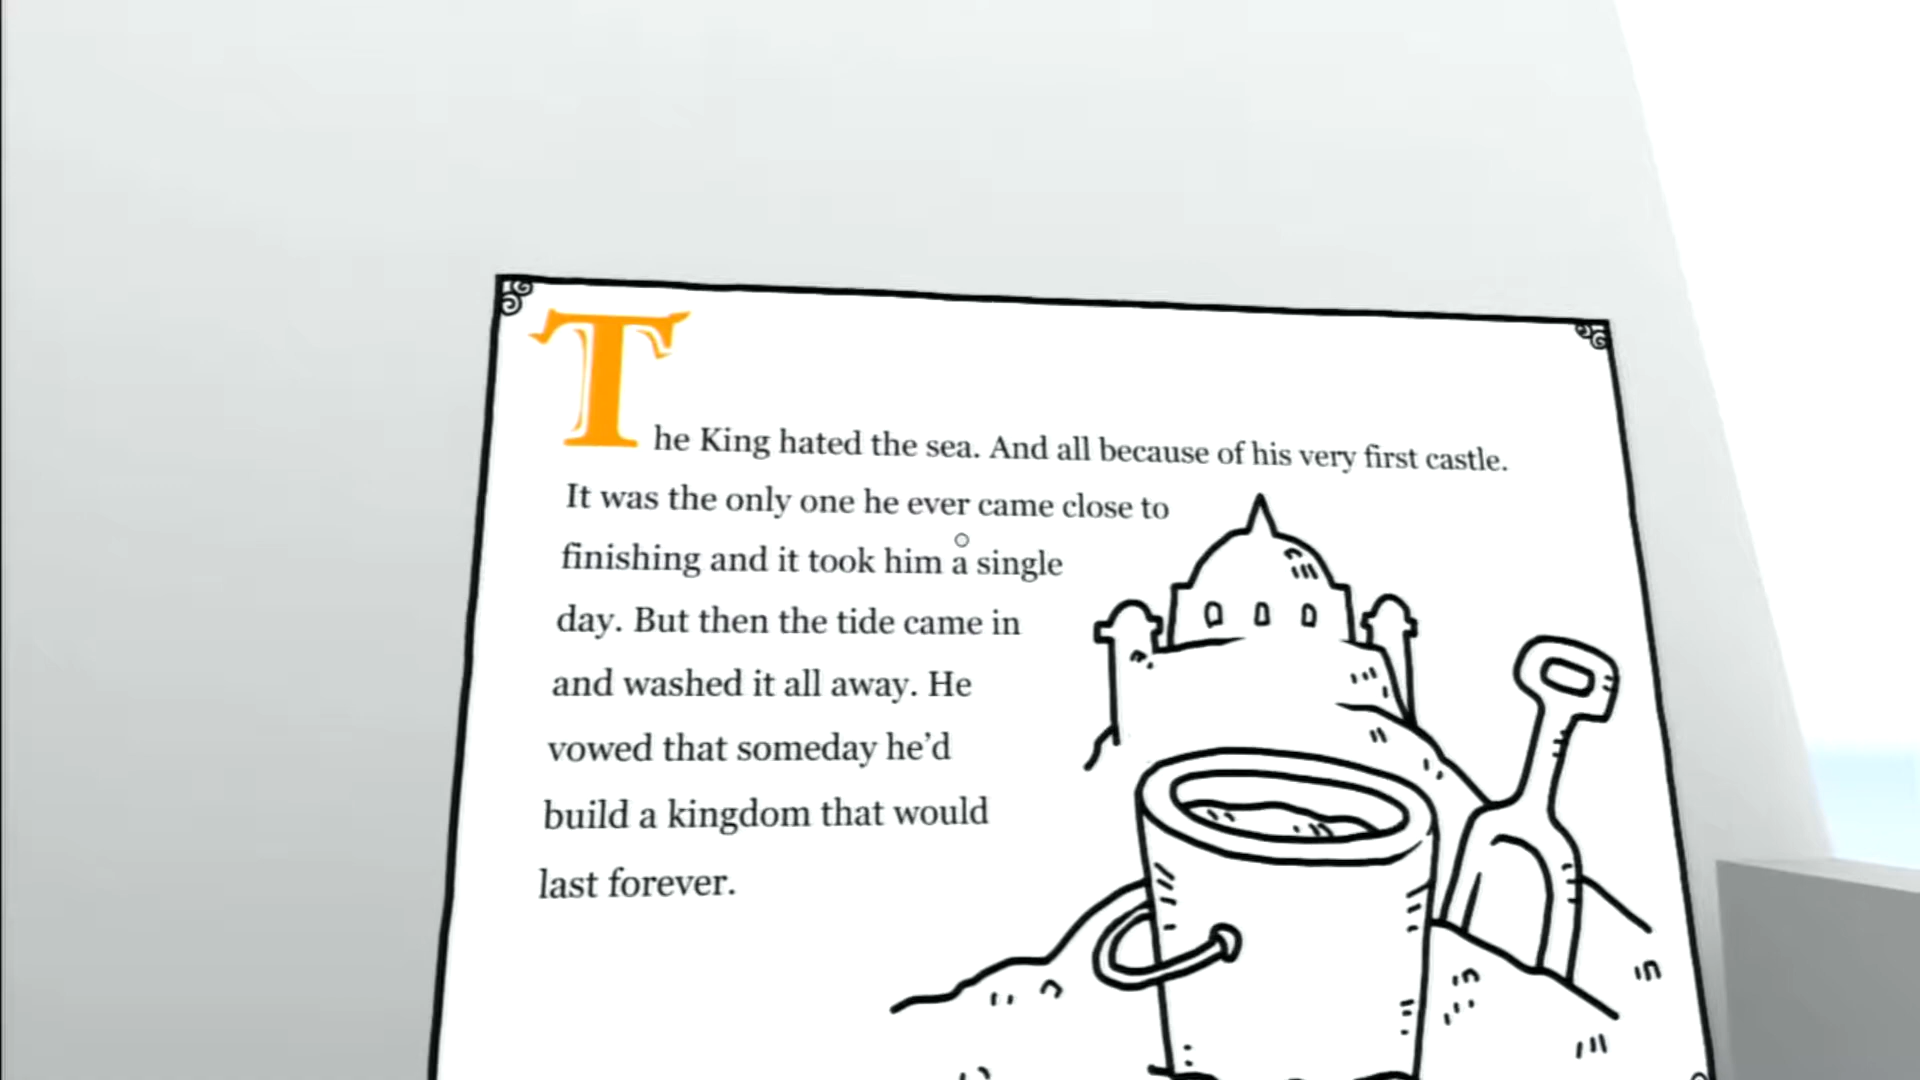 The King hated the sea. And all because of his very first castle.
It was the only one he ever came close to
finishing and it took him a single
day. But then the tide came in
and washed it all away. He
vowed that someday he’d
build a kingdom that would
last forever.